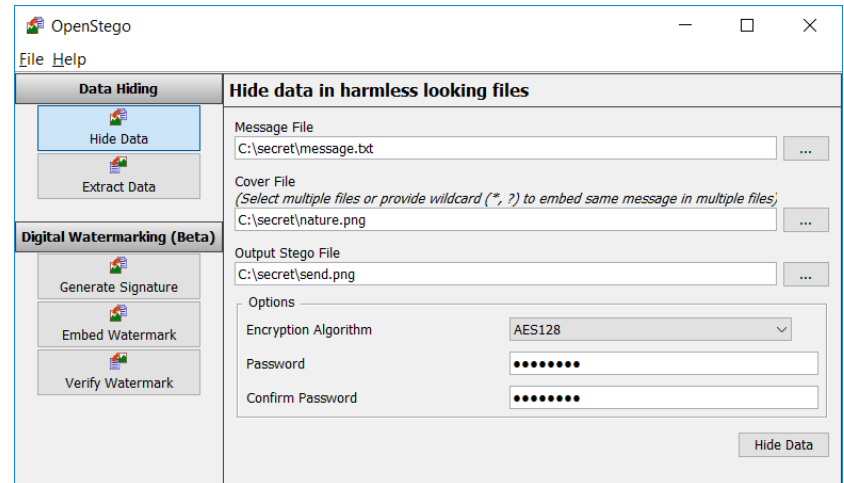 OpenStego
File Help
Data Hiding
Hide Data
Extract Data
Digital Watermarking (Beta)
Generate Signature
Embed Watermark
Verify Watermark
Hide data in harmless looking files
Message File
C:\secret\message.txt
...
Cover File
(Select multiple files or provide wildcard (*, ?) to embed same message in multiple files)
C:\secret\nature.png
...
Output Stego File
C:\secret\send.png
...
Options
Encryption Algorithm AES128
Password ●●●●●●●●
Confirm Password ●●●●●●●●
Hide Data